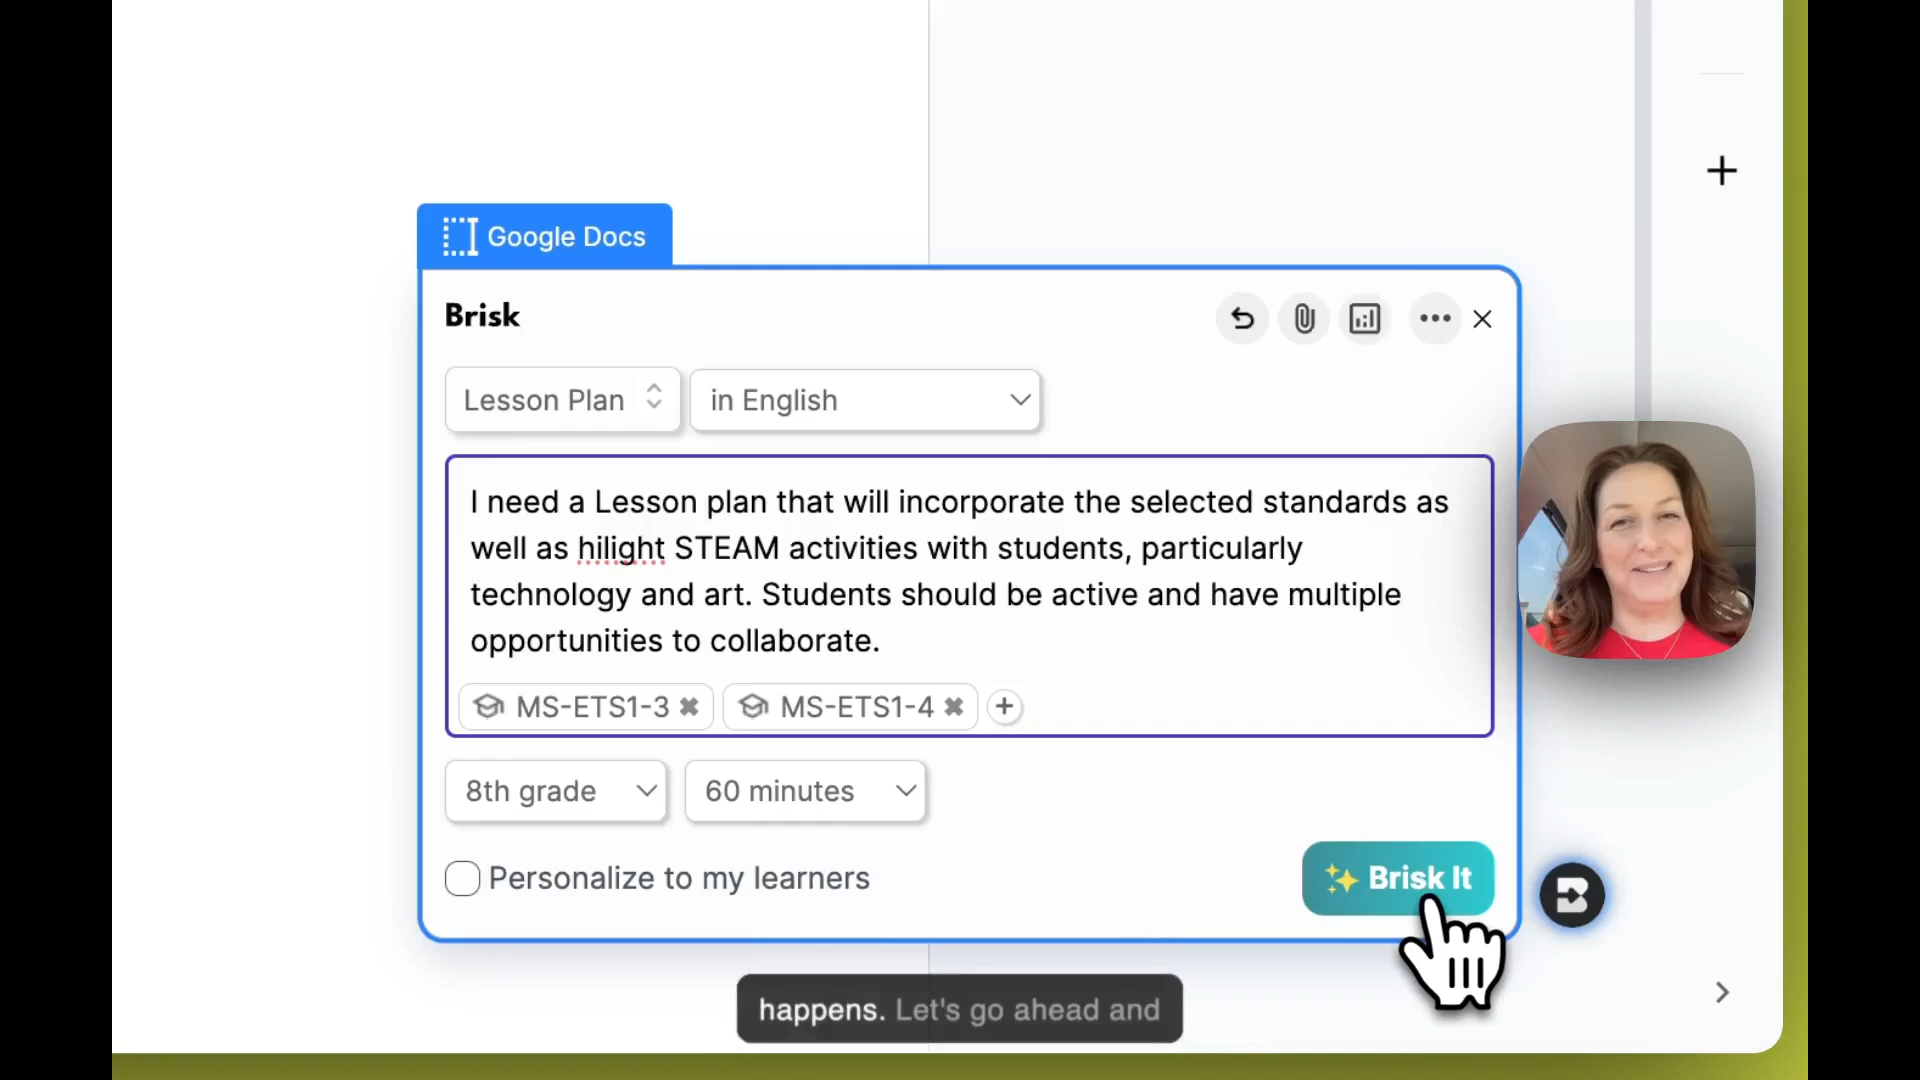 Google Docs
Brisk
Lesson Plan
in English
I need a Lesson plan that will incorporate the selected standards as
well as hilight STEAM activities with students, particularly
technology and art. Students should be active and have multiple
opportunities to collaborate.
MS-ETS1-3
MS-ETS1-4
8th grade
60 minutes
Personalize to my learners
Brisk It
happens. Let's go ahead and